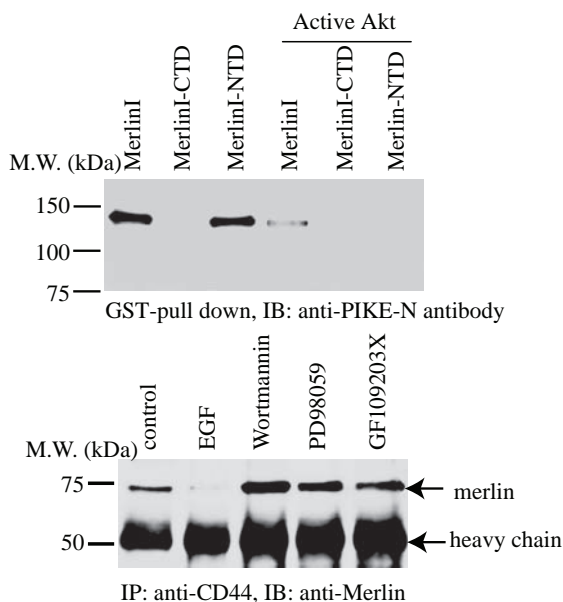 Active Akt
MerlinI
MerlinI-CTD
MerlinI-NTD
MerlinI
MerlinI-CTD
Merlin-NTD
M.W. (kDa)
150
100
75
GST-pull down, IB: anti-PIKE-N antibody
control
EGF
Wortmannin
PD98059
GF109203X
M.W. (kDa)
75
merlin
50
heavy chain
IP: anti-CD44, IB: anti-Merlin